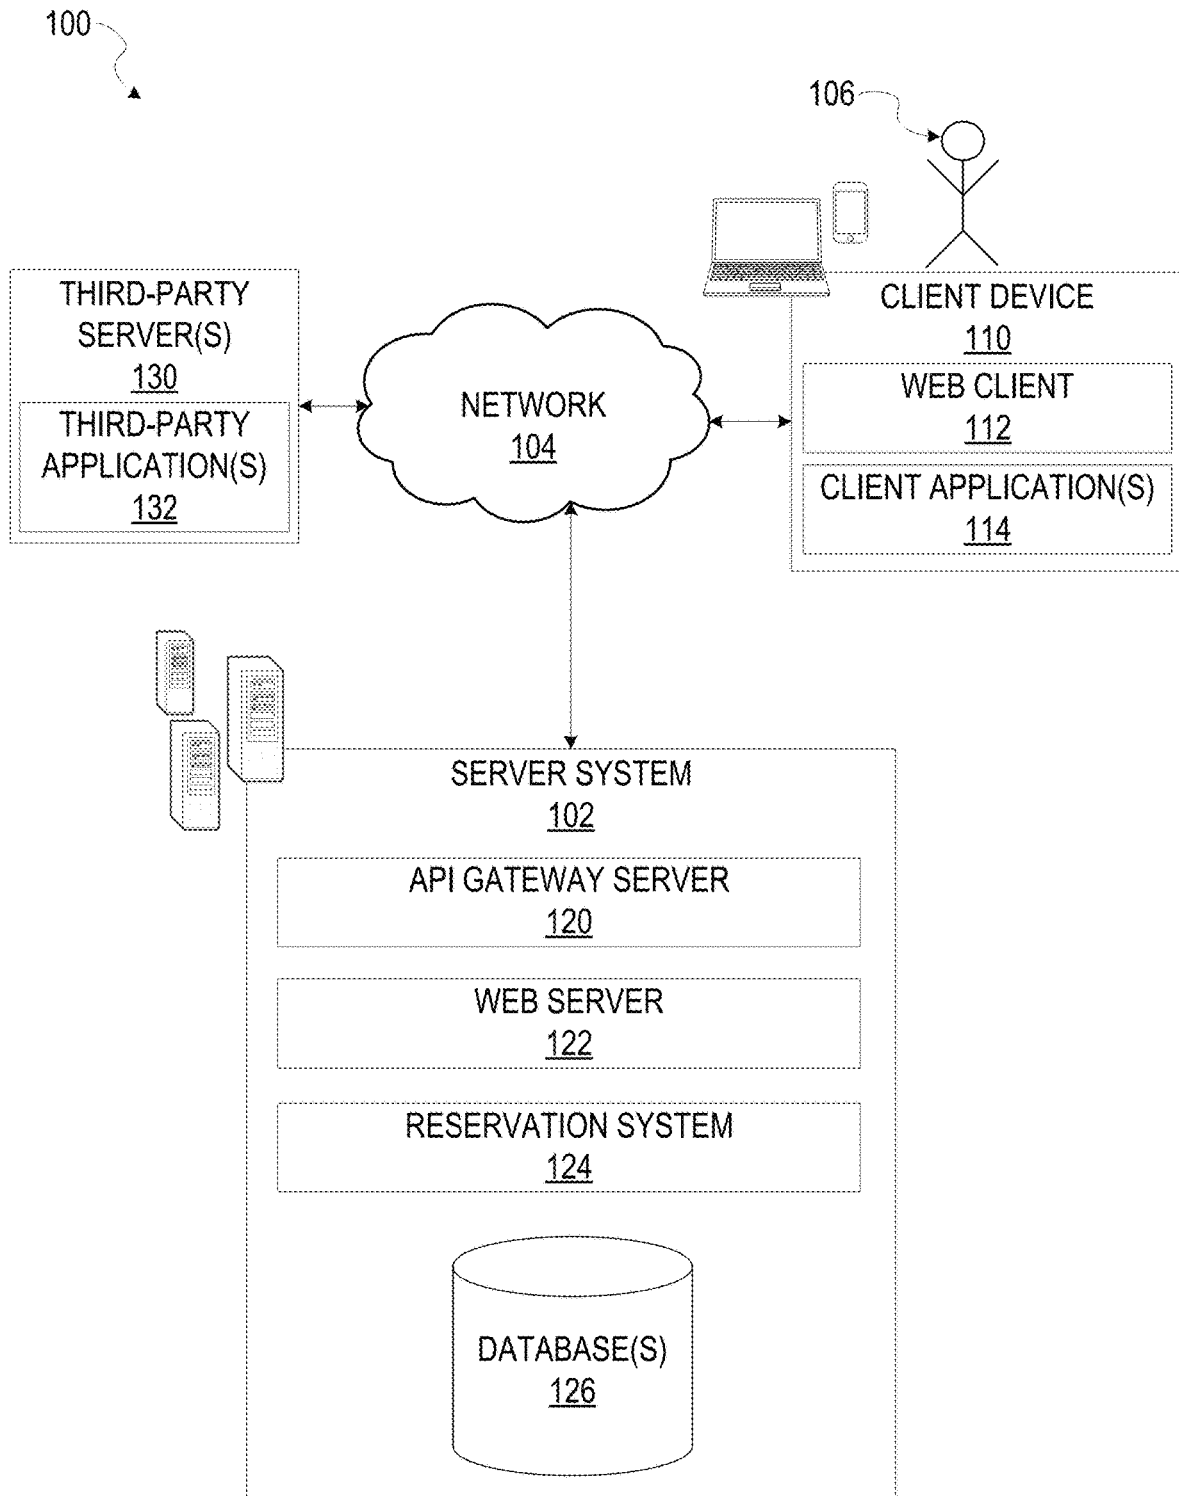 100
106
THIRD-PARTY
SERVER(S)
130
THIRD-PARTY
APPLICATION(S)
132
NETWORK
104
CLIENT DEVICE
110
WEB CLIENT
112
CLIENT APPLICATION(S)
114
SERVER SYSTEM
102
API GATEWAY SERVER
120
WEB SERVER
122
RESERVATION SYSTEM
124
DATABASE(S)
126